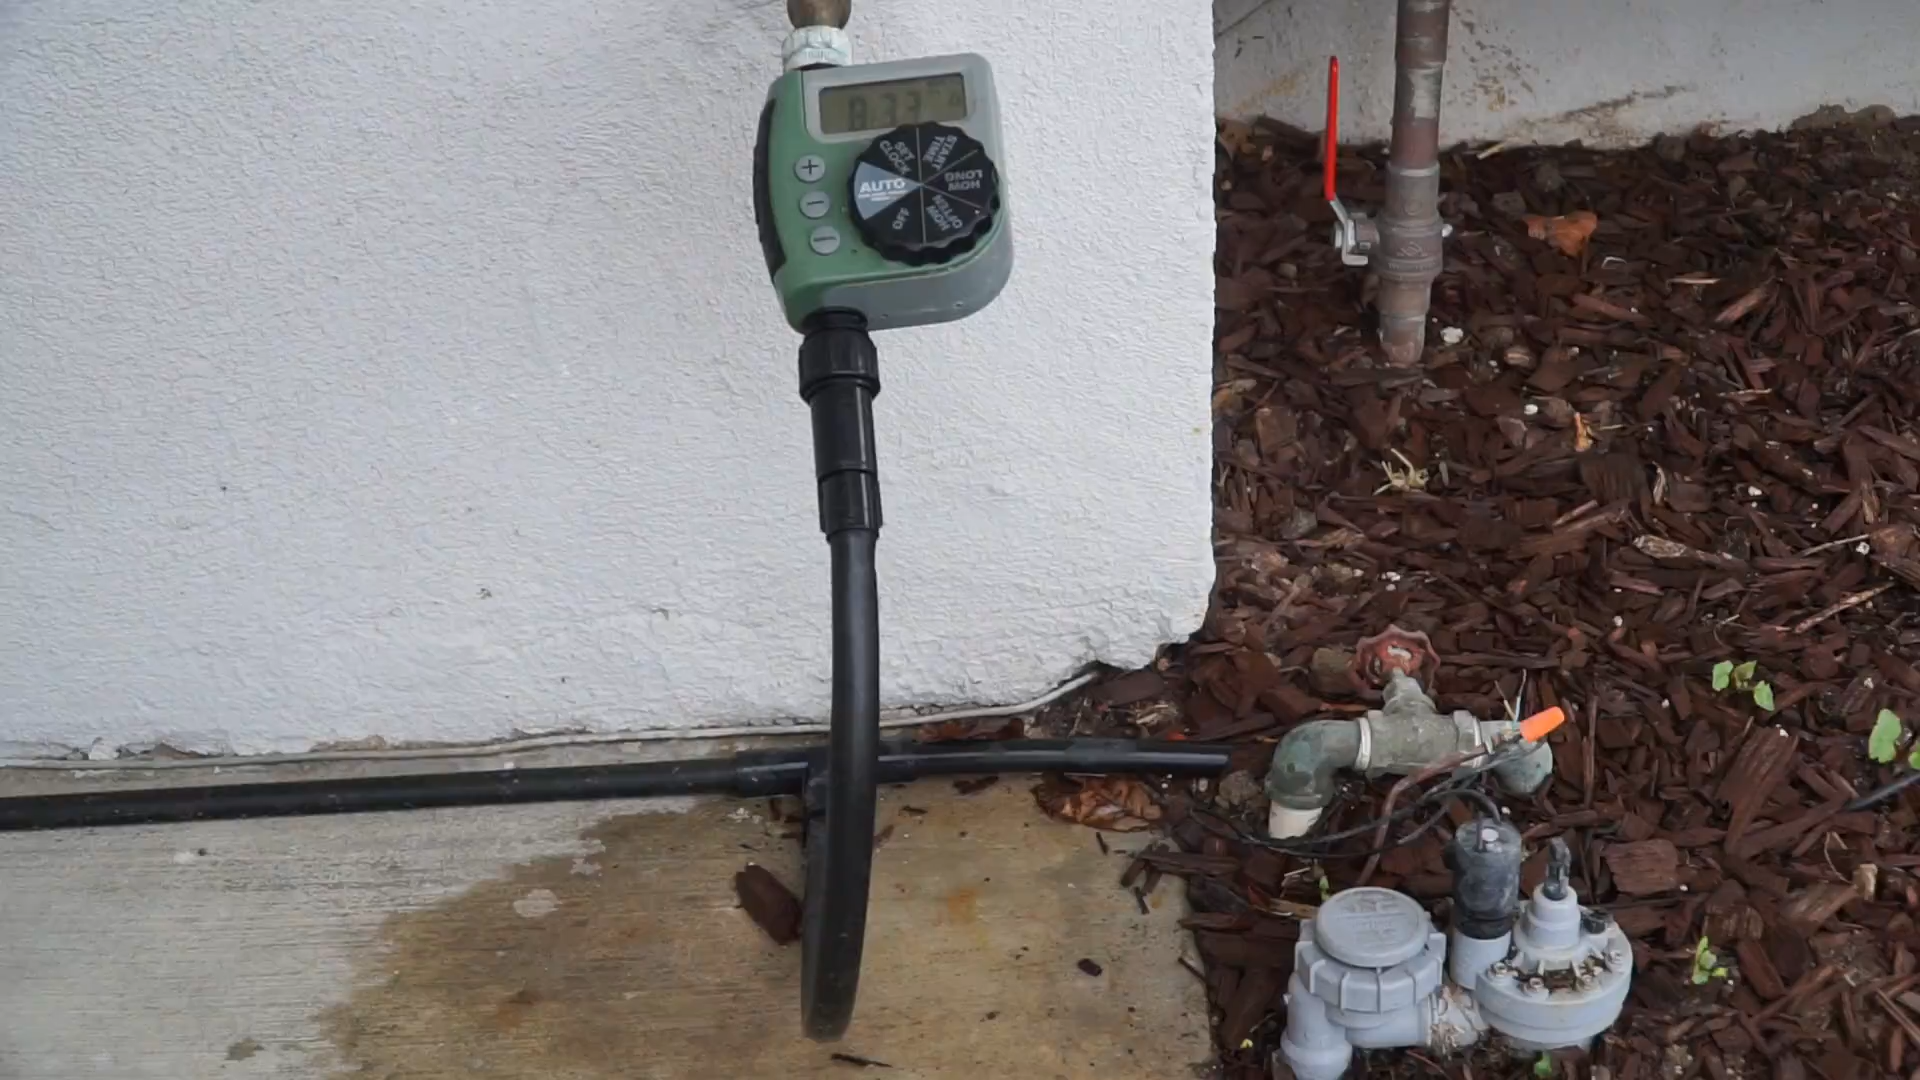 8:33
+
−
SET
CLOCK
START
TIME
HOW
LONG
HOW
OFTEN
OFF
AUTO